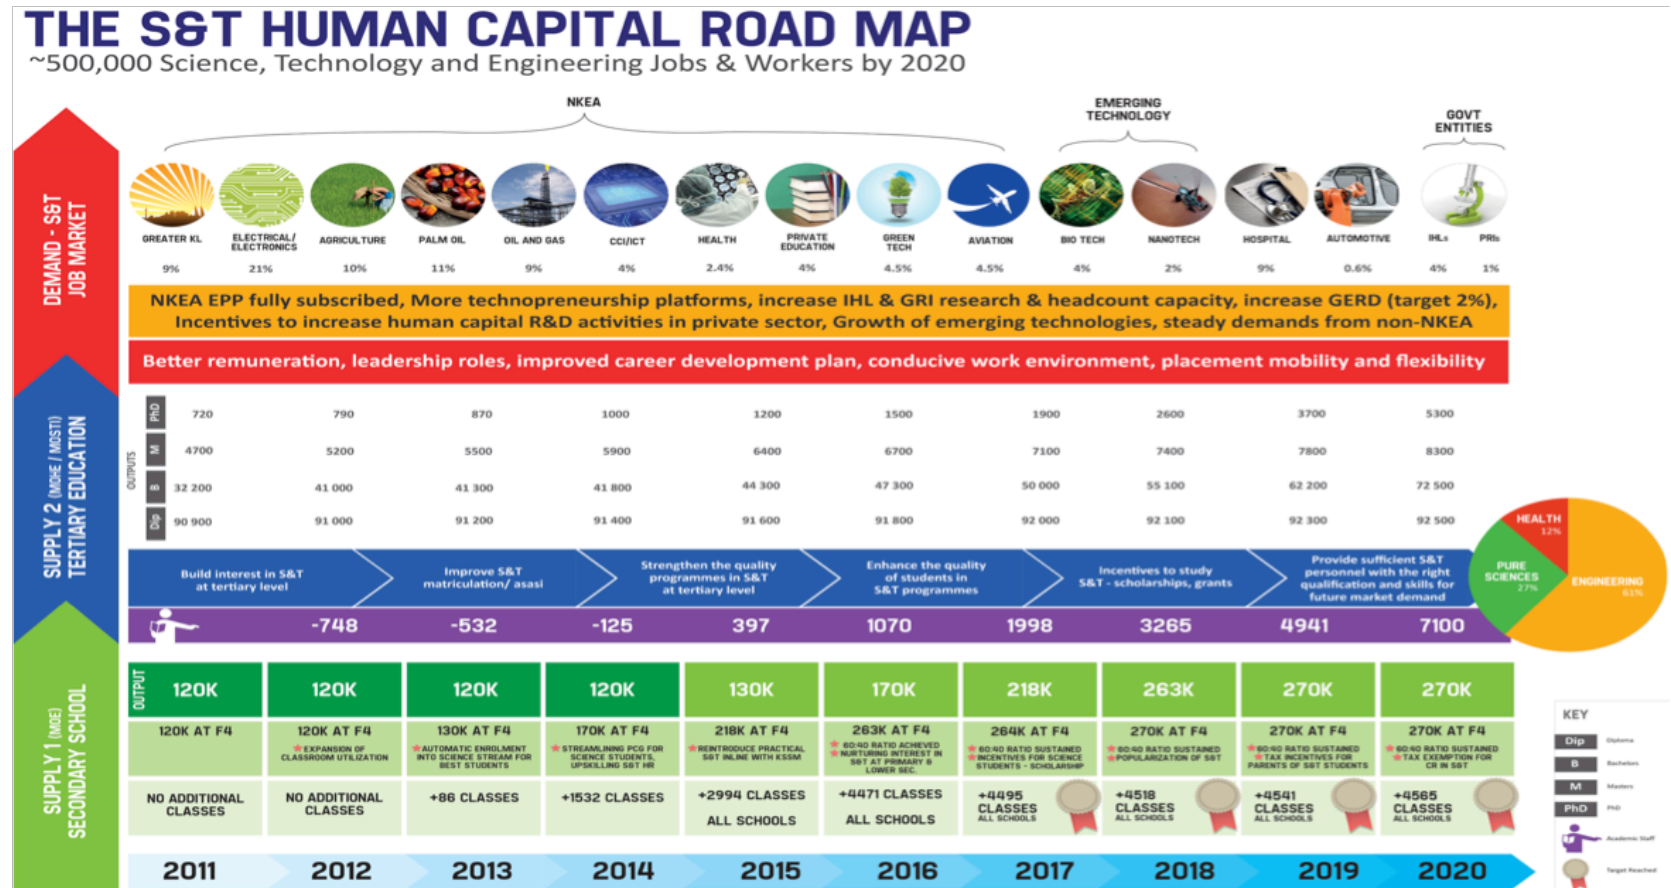 THE S&T HUMAN CAPITAL ROAD MAP
~500,000 Science, Technology and Engineering Jobs & Workers by 2020
NKEA
EMERGING
TECHNOLOGY
GOVT
ENTITIES
DEMAND - S&T
JOB MARKET
GREATER KL
ELECTRICAL/
ELECTRONICS
AGRICULTURE
PALM OIL
OIL AND GAS
CCI/ICT
HEALTH
PRIVATE
EDUCATION
GREEN
TECH
AVIATION
BIO TECH
NANOTECH
HOSPITAL
AUTOMOTIVE
IHLs
PRIs
9% 21% 10% 11% 9% 4% 2.4% 4% 4.5% 4.5% 4% 2% 9% 0.6% 4% 1%
NKEA EPP fully subscribed, More technopreneurship platforms, increase IHL & GRI research & headcount capacity, increase GERD (target 2%),
Incentives to increase human capital R&D activities in private sector, Growth of emerging technologies, steady demands from non-NKEA
Better remuneration, leadership roles, improved career development plan, conducive work environment, placement mobility and flexibility
SUPPLY 2 (MOHE / MOSTI)
TERTIARY EDUCATION
OUTPUTS
PhD 720 790 870 1000 1200 1500 1900 2600 3700 5300
M 4700 5200 5500 5900 6400 6700 7100 7400 7800 8300
B 32 200 41 000 41 300 41 800 44 300 47 300 50 000 55 100 62 200 72 500
Dip 90 900 91 000 91 200 91 400 91 600 91 800 92 000 92 100 92 300 92 500
Build interest in S&T
at tertiary level
Improve S&T
matriculation/ asasi
Strengthen the quality
programmes in S&T
at tertiary level
Enhance the quality
of students in
S&T programmes
Incentives to study
S&T - scholarships, grants
Provide sufficient S&T
personnel with the right
qualification and skills for
future market demand
HEALTH
12%
PURE
SCIENCES
27%
ENGINEERING
61%
-748 -532 -125 397 1070 1998 3265 4941 7100
SUPPLY 1 (MOE)
SECONDARY SCHOOL
OUTPUT
120K 120K 120K 120K 130K 170K 218K 263K 270K 270K
120K AT F4
120K AT F4
EXPANSION OF
CLASSROOM UTILIZATION
130K AT F4
AUTOMATIC ENROLMENT
INTO SCIENCE STREAM FOR
BEST STUDENTS
170K AT F4
STREAMLINING PCG FOR
SCIENCE STUDENTS,
UPSKILLING S&T HR
218K AT F4
REINTRODUCE PRACTICAL
S&T INLINE WITH KSSM
263K AT F4
60:40 RATIO ACHIEVED
NURTURING INTEREST IN
S&T AT PRIMARY &
LOWER SEC.
264K AT F4
60:40 RATIO SUSTAINED
INCENTIVES FOR SCIENCE
STUDENTS - SCHOLARSHIP
270K AT F4
60:40 RATIO SUSTAINED
POPULARIZATION OF S&T
270K AT F4
60:40 RATIO SUSTAINED
TAX INCENTIVES FOR
PARENTS OF S&T STUDENTS
270K AT F4
60:40 RATIO SUSTAINED
TAX EXEMPTION FOR
CR IN S&T
NO ADDITIONAL
CLASSES
NO ADDITIONAL
CLASSES
+86 CLASSES
+1532 CLASSES
+2994 CLASSES
ALL SCHOOLS
+4471 CLASSES
ALL SCHOOLS
+4495
CLASSES
ALL SCHOOLS
+4518
CLASSES
ALL SCHOOLS
+4541
CLASSES
ALL SCHOOLS
+4565
CLASSES
ALL SCHOOLS
2011 2012 2013 2014 2015 2016 2017 2018 2019 2020
KEY
Dip Diploma
B Bachelors
M Masters
PhD PhD
Academic Staff
Target Reached